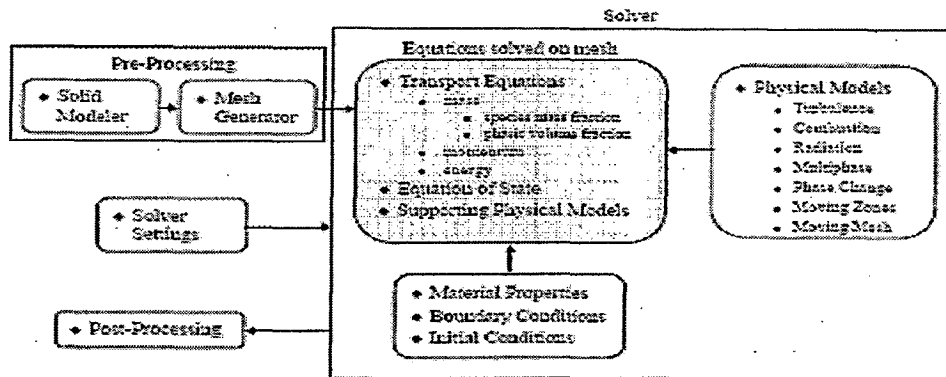 Solver
Pre-Processing
Solid
Modeler
Mesh
Generator
Solver
Settings
Post-Processing
Equations solved on mesh
Transport Equations
mass
species mass fraction
phasic volume fraction
momentum
energy
Equation of State
Supporting Physical Models
Material Properties
Boundary Conditions
Initial Conditions
Physical Models
Turbulence
Combustion
Radiation
Multiphase
Phase Change
Moving Zones
Moving Mesh